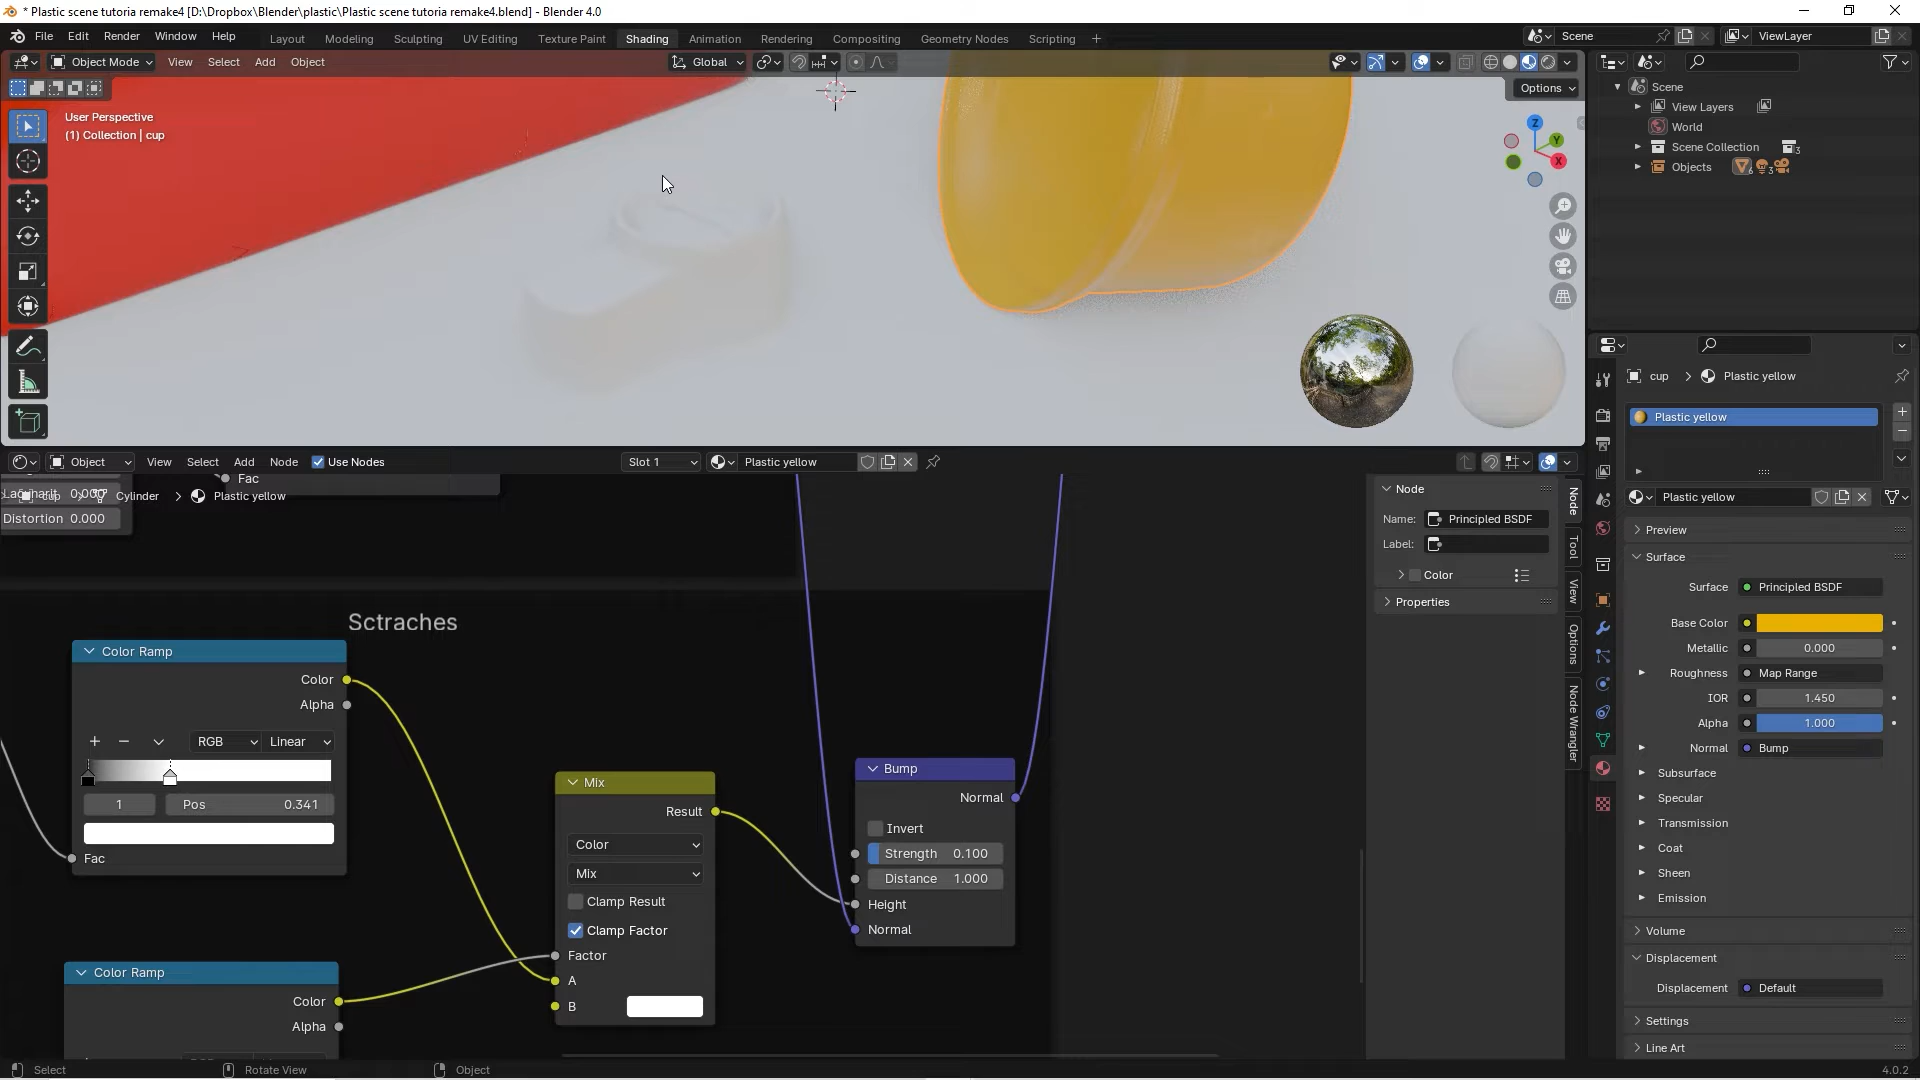 * Plastic scene tutoria remake4 [D:\Dropbox\Blender\plastic\Plastic scene tutoria remake4.blend] - Blender 4.0
File Edit Render Window Help Layout Modeling Sculpting UV Editing Texture Paint Shading Animation Rendering Compositing Geometry Nodes Scripting + Scene ViewLayer
Object Mode View Select Add Object Global
Options
User Perspective
(1) Collection | cup
Z
Y
X
Scene
View Layers
World
Scene Collection 3
Objects 6 3
cup > Plastic yellow
Plastic yellow
Plastic yellow
Preview
Surface
Surface Principled BSDF
Base Color
Metallic 0.000
Roughness Map Range
IOR 1.450
Alpha 1.000
Normal Bump
Subsurface
Specular
Transmission
Coat
Sheen
Emission
Volume
Displacement
Displacement Default
Settings
Line Art
Object View Select Add Node Use Nodes Slot 1 Plastic yellow
Fac
0.000
Cylinder > Plastic yellow
Distortion 0.000
Node
Name: Principled BSDF
Label:
Color
Properties
Node
Tool
View
Options
Node Wrangler
Sctraches
Color Ramp
Color
Alpha
RGB Linear
1 Pos 0.341
Fac
Color Ramp
Color
Alpha
Mix
Result
Color
Mix
Clamp Result
Clamp Factor
Factor
A
B
Bump
Normal
Invert
Strength 0.100
Distance 1.000
Height
Normal
Select Rotate View Object 4.0.2